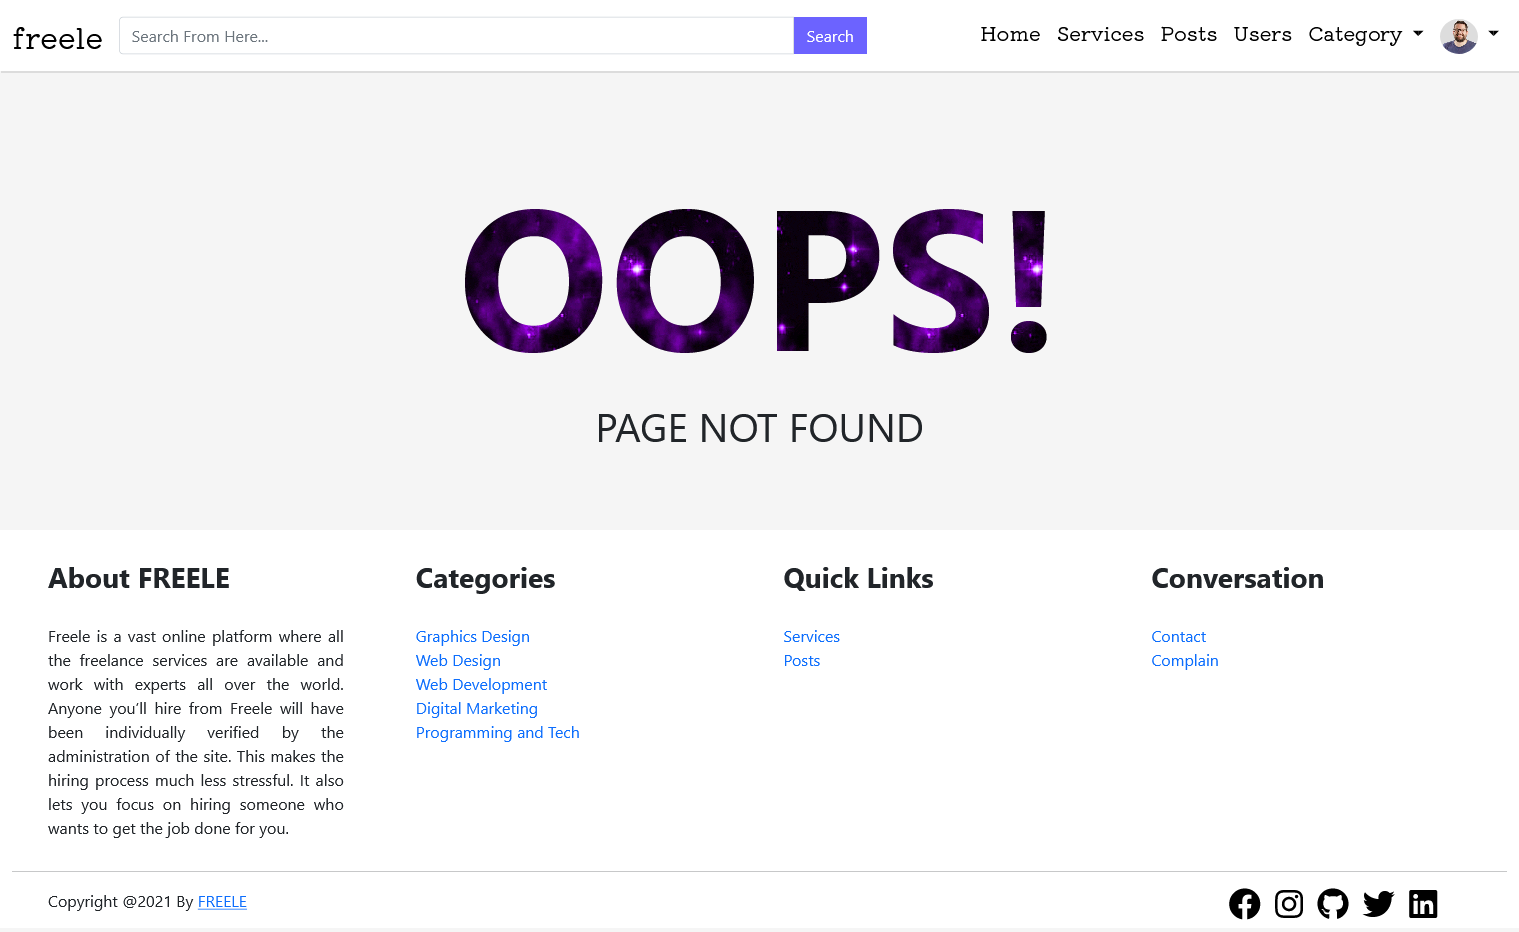 freele
Search From Here...
Search
Home Services Posts Users Category
OOPS!
PAGE NOT FOUND
About FREELE
Freele is a vast online platform where all
the freelance services are available and
work with experts all over the world.
Anyone you'll hire from Freele will have
been individually verified by the
administration of the site. This makes the
hiring process much less stressful. It also
lets you focus on hiring someone who
wants to get the job done for you.
Categories
Graphics Design
Web Design
Web Development
Digital Marketing
Programming and Tech
Quick Links
Services
Posts
Conversation
Contact
Complain
Copyright @2021 By FREELE